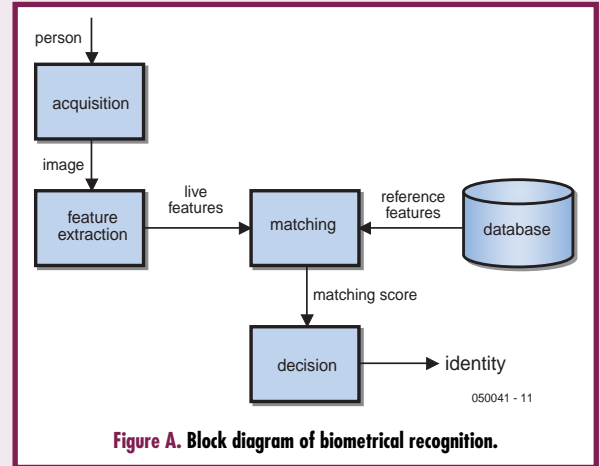 person
acquisition
image
feature
extraction
live
features
matching
reference
features
database
matching score
decision
identity
050041 - 11
Figure A. Block diagram of biometrical recognition.